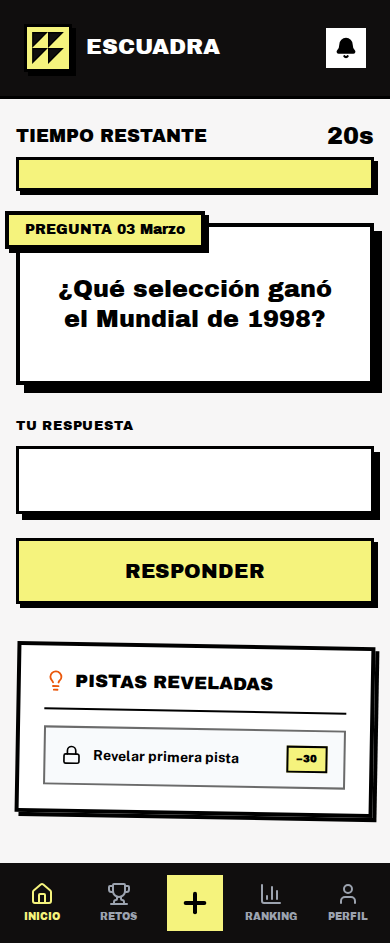 ESCUADRA
TIEMPO RESTANTE 20s
PREGUNTA 03 Marzo
¿Qué selección ganó
el Mundial de 1998?
TU RESPUESTA
RESPONDER
PISTAS REVELADAS
Revelar primera pista −30
INICIO RETOS RANKING PERFIL